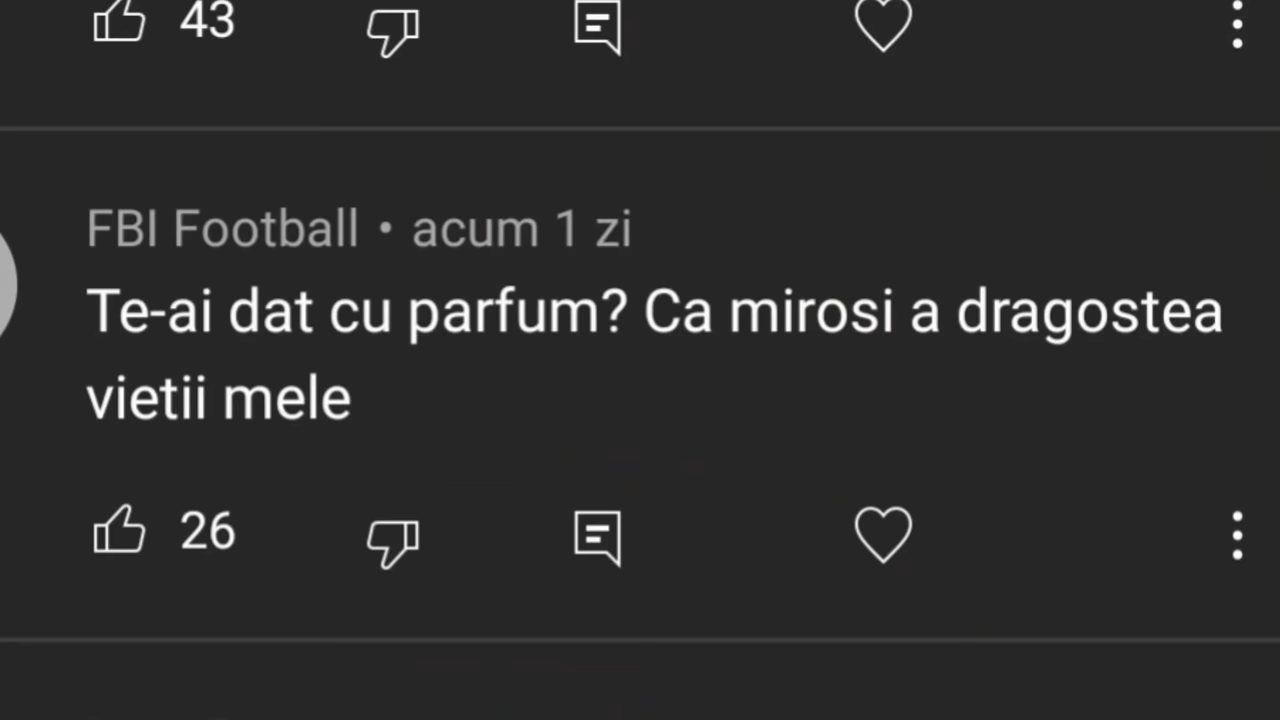 43
FBI Football • acum 1 zi
Te-ai dat cu parfum? Ca mirosi a dragostea
vietii mele
26